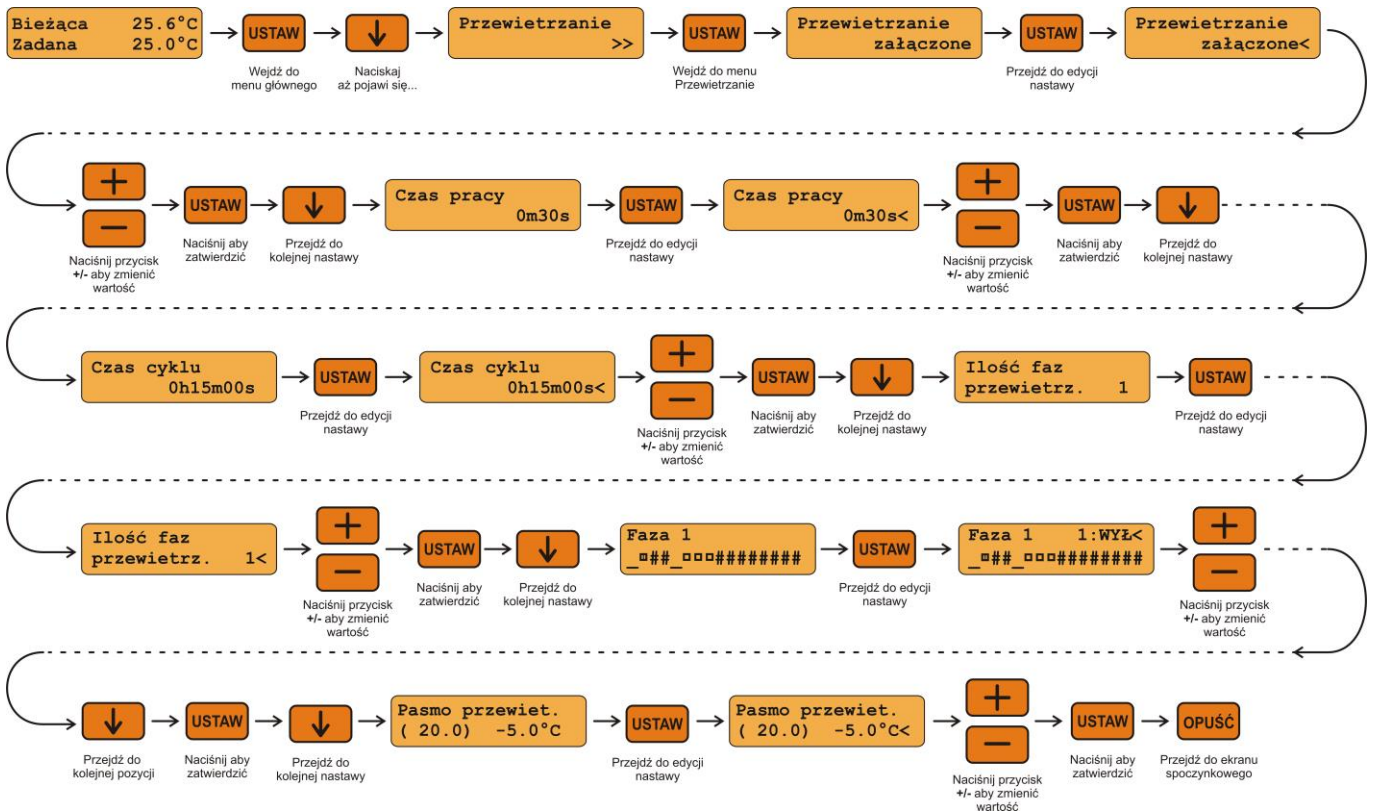 Bieżąca 25.6°C
Zadana 25.0°C
USTAW
Wejdź do
menu głównego
Naciskaj
aż pojawi się...
Przewietrzanie
>>
USTAW
Wejdź do menu
Przewietrzanie
Przewietrzanie
załączone
USTAW
Przejdź do edycji
nastawy
Przewietrzanie
załączone<
Naciśnij przycisk
+/- aby zmienić
wartość
USTAW
Naciśnij aby
zatwierdzić
Przejdź do
kolejnej nastawy
Czas pracy
0m30s
USTAW
Przejdź do edycji
nastawy
Czas pracy
0m30s<
Naciśnij przycisk
+/- aby zmienić
wartość
USTAW
Naciśnij aby
zatwierdzić
Przejdź do
kolejnej nastawy
Czas cyklu
0h15m00s
USTAW
Przejdź do edycji
nastawy
Czas cyklu
0h15m00s<
Naciśnij przycisk
+/- aby zmienić
wartość
USTAW
Naciśnij aby
zatwierdzić
Przejdź do
kolejnej nastawy
Ilość faz
przewietrz. 1
USTAW
Przejdź do edycji
nastawy
Ilość faz
przewietrz. 1<
Naciśnij przycisk
+/- aby zmienić
wartość
USTAW
Naciśnij aby
zatwierdzić
Przejdź do
kolejnej nastawy
Faza 1
_¤##_¤¤¤########
USTAW
Przejdź do edycji
nastawy
Faza 1 1:WYŁ<
_¤##_¤¤¤########
Naciśnij przycisk
+/- aby zmienić
wartość
Przejdź do
kolejnej pozycji
USTAW
Naciśnij aby
zatwierdzić
Przejdź do
kolejnej nastawy
Pasmo przewiet.
( 20.0) -5.0°C
USTAW
Przejdź do edycji
nastawy
Pasmo przewiet.
( 20.0) -5.0°C<
Naciśnij przycisk
+/- aby zmienić
wartość
USTAW
Naciśnij aby
zatwierdzić
OPUŚĆ
Przejdź do ekranu
spoczynkowego